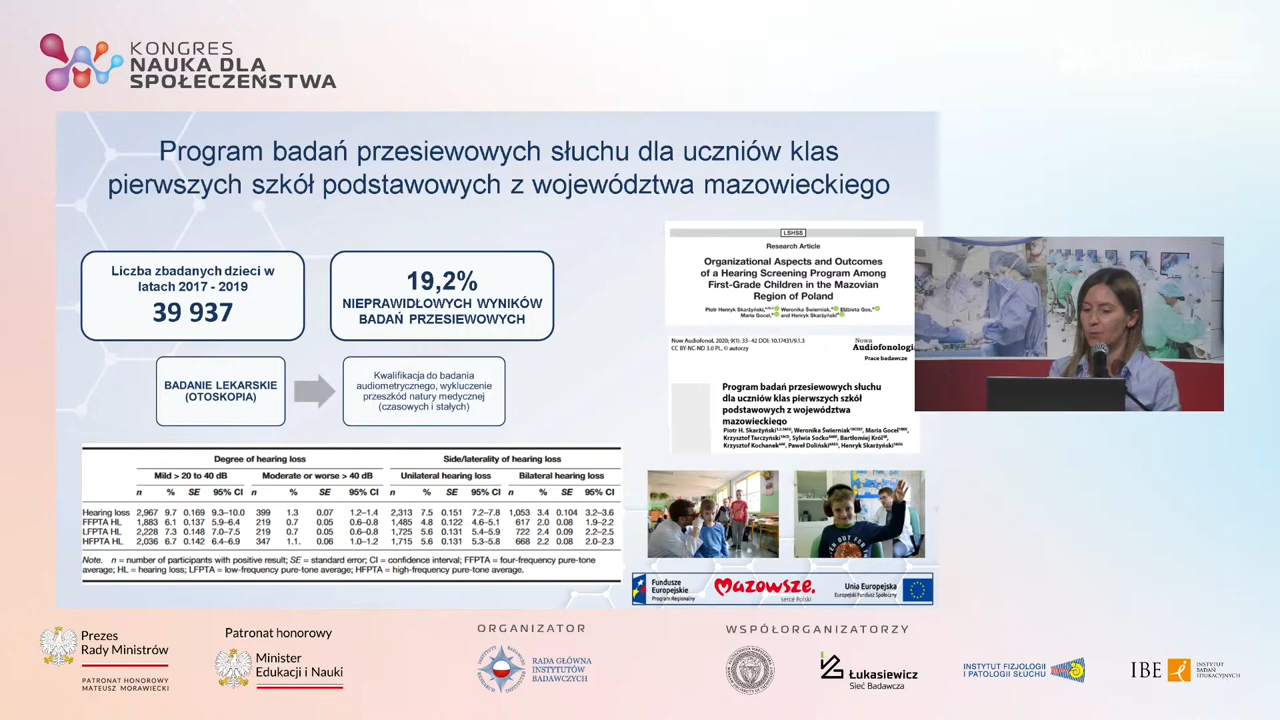 KONGRES
NAUKA DLA
SPOŁECZEŃSTWA
Program badań przesiewowych słuchu dla uczniów klas
pierwszych szkół podstawowych z województwa mazowieckiego
Liczba zbadanych dzieci w
latach 2017 - 2019
39 937
19,2%
NIEPRAWIDŁOWYCH WYNIKÓW
BADAŃ PRZESIEWOWYCH
BADANIE LEKARSKIE
(OTOSKOPIA)
Kwalifikacja do badania
audiometrycznego, wykluczenie
przeszkód natury medycznej
(czasowych i stałych)
Degree of hearing loss Side/laterality of hearing loss
Mild > 20 to 40 dB Moderate or worse > 40 dB Unilateral hearing loss Bilateral hearing loss
n % SE 95% CI n % SE 95% CI n % SE 95% CI n % SE 95% CI
Hearing loss 2,967 9.7 0.169 9.3–10.0 399 1.3 0.07 1.2–1.4 2,313 7.5 0.151 7.2–7.8 1,053 3.4 0.104 3.2–3.6
FFPTA HL 1,883 6.1 0.137 5.9–6.4 219 0.7 0.05 0.6–0.8 1,485 4.8 0.122 4.6–5.1 617 2.0 0.08 1.9–2.2
LFPTA HL 2,228 7.3 0.148 7.0–7.5 219 0.7 0.05 0.6–0.8 1,725 5.6 0.131 5.4–5.9 722 2.4 0.09 2.2–2.5
HFPTA HL 2,036 6.7 0.142 6.4–6.9 347 1.1. 0.06 1.0–1.2 1,715 5.6 0.131 5.3–5.8 668 2.2 0.08 2.0–2.3
Note. n = number of participants with positive result; SE = standard error; CI = confidence interval; FFPTA = four-frequency pure-tone
average; HL = hearing loss; LFPTA = low-frequency pure-tone average; HFPTA = high-frequency pure-tone average.
LSHSS
Research Article
Organizational Aspects and Outcomes
of a Hearing Screening Program Among
First-Grade Children in the Mazovian
Region of Poland
Piotr Henryk Skarżyński, Weronika Świerniak, Elżbieta Gos,
Maria Gocel, and Henryk Skarżyński
Now Audiofonol, 2020; 9(1): 33-42 DOI: 10.17431/9.1.3
CC BY-NC-ND 3.0 PL, © autorzy
Nowa
Audiofonologi
Prace badawcze
Program badań przesiewowych słuchu
dla uczniów klas pierwszych szkół
podstawowych z województwa
mazowieckiego
Piotr H. Skarżyński, Weronika Świerniak, Maria Gocel,
Krzysztof Tarczyński, Sylwia Soćko, Bartłomiej Król,
Krzysztof Kochanek, Paweł Doliński, Henryk Skarżyński
Fundusze
Europejskie
Program Regionalny
Mazowsze.
serce Polski
Unia Europejska
Europejski Fundusz Społeczny
Prezes
Rady Ministrów
PATRONAT HONOROWY
MATEUSZ MORAWIECKI
Patronat honorowy
Minister
Edukacji i Nauki
ORGANIZATOR
RADA GŁÓWNA
INSTYTUTÓW
BADAWCZYCH
WSPÓŁORGANIZATORZY
Łukasiewicz
Sieć Badawcza
INSTYTUT FIZJOLOGII
I PATOLOGII SŁUCHU
IBE
INSTYTUT
BADAŃ
EDUKACYJNYCH